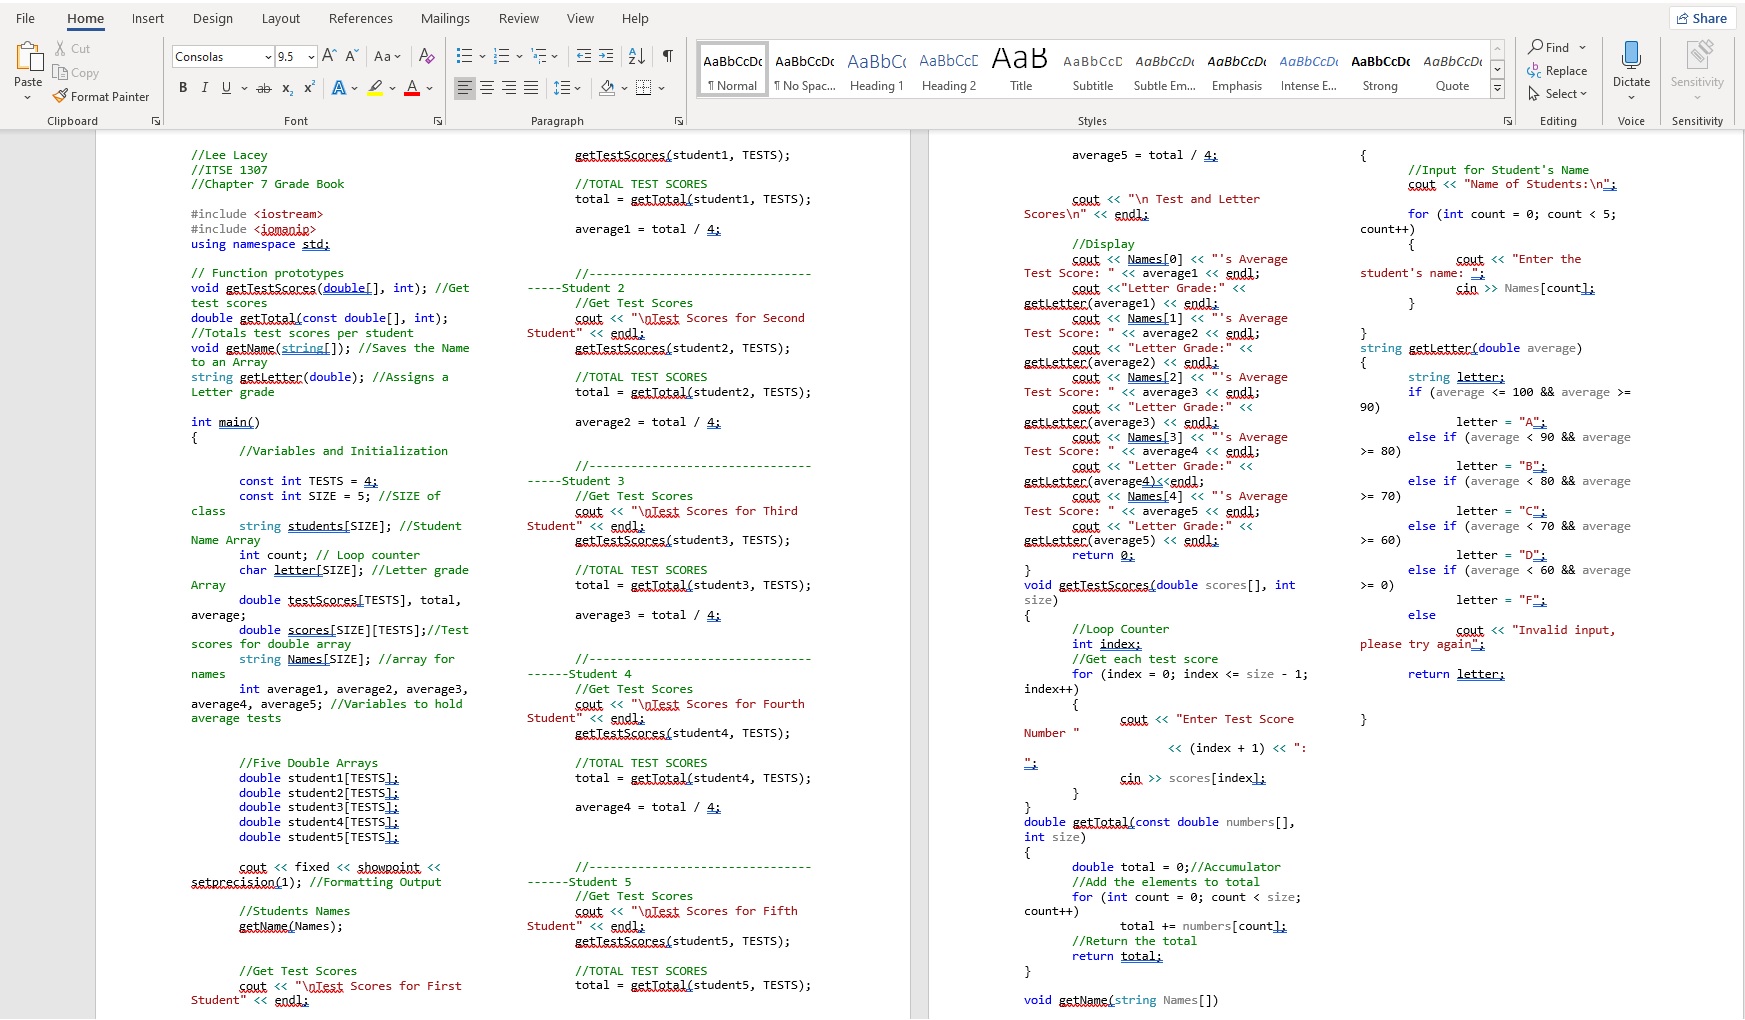 File Home Insert Design Layout References Mailings Review View Help Share
Paste
Cut
Copy
Format Painter
Clipboard
Consolas 9.5
Font
Paragraph
AaBbCcDc ¶ Normal
AaBbCcDc ¶ No Spac...
AaBbCc Heading 1
AaBbCcD Heading 2
AaB Title
AaBbCcD Subtitle
AaBbCcDc Subtle Em...
AaBbCcDc Emphasis
AaBbCcDc Intense E...
AaBbCcDc Strong
AaBbCcDc Quote
Styles
Find
Replace
Select
Editing
Dictate
Voice
Sensitivity
Sensitivity
//Lee Lacey
//ITSE 1307
//Chapter 7 Grade Book
#include <iostream>
#include <iomanip>
using namespace std;
// Function prototypes
void getTestScores(double[], int); //Get
test scores
double getTotal(const double[], int);
//Totals test scores per student
void getName(string[]); //Saves the Name
to an Array
string getLetter(double); //Assigns a
Letter grade
int main()
{
//Variables and Initialization
const int TESTS = 4;
const int SIZE = 5; //SIZE of
class
string students[SIZE]; //Student
Name Array
int count; // Loop counter
char letter[SIZE]; //Letter grade
Array
double testScores[TESTS], total,
average;
double scores[SIZE][TESTS];//Test
scores for double array
string Names[SIZE]; //array for
names
int average1, average2, average3,
average4, average5; //Variables to hold
average tests
//Five Double Arrays
double student1[TESTS];
double student2[TESTS];
double student3[TESTS];
double student4[TESTS];
double student5[TESTS];
cout << fixed << showpoint <<
setprecision(1); //Formatting Output
//Students Names
getName(Names);
//Get Test Scores
cout << "\nTest Scores for First
Student" << endl;
getTestScores(student1, TESTS);
//TOTAL TEST SCORES
total = getTotal(student1, TESTS);
average1 = total / 4;
//--------------------------------
-----Student 2
//Get Test Scores
cout << "\nTest Scores for Second
Student" << endl;
getTestScores(student2, TESTS);
//TOTAL TEST SCORES
total = getTotal(student2, TESTS);
average2 = total / 4;
//--------------------------------
-----Student 3
//Get Test Scores
cout << "\nTest Scores for Third
Student" << endl;
getTestScores(student3, TESTS);
//TOTAL TEST SCORES
total = getTotal(student3, TESTS);
average3 = total / 4;
//--------------------------------
------Student 4
//Get Test Scores
cout << "\nTest Scores for Fourth
Student" << endl;
getTestScores(student4, TESTS);
//TOTAL TEST SCORES
total = getTotal(student4, TESTS);
average4 = total / 4;
//--------------------------------
------Student 5
//Get Test Scores
cout << "\nTest Scores for Fifth
Student" << endl;
getTestScores(student5, TESTS);
//TOTAL TEST SCORES
total = getTotal(student5, TESTS);
average5 = total / 4;
cout << "\n Test and Letter
Scores\n" << endl;
//Display
cout << Names[0] << "'s Average
Test Score: " << average1 << endl;
cout <<"Letter Grade:" <<
getLetter(average1) << endl;
cout << Names[1] << "'s Average
Test Score: " << average2 << endl;
cout << "Letter Grade:" <<
getLetter(average2) << endl;
cout << Names[2] << "'s Average
Test Score: " << average3 << endl;
cout << "Letter Grade:" <<
getLetter(average3) << endl;
cout << Names[3] << "'s Average
Test Score: " << average4 << endl;
cout << "Letter Grade:" <<
getLetter(average4)<<endl;
cout << Names[4] << "'s Average
Test Score: " << average5 << endl;
cout << "Letter Grade:" <<
getLetter(average5) << endl;
return 0;
}
void getTestScores(double scores[], int
size)
{
//Loop Counter
int index;
//Get each test score
for (index = 0; index <= size - 1;
index++)
{
cout << "Enter Test Score
Number "
<< (index + 1) << ":
";
cin >> scores[index];
}
}
double getTotal(const double numbers[],
int size)
{
double total = 0;//Accumulator
//Add the elements to total
for (int count = 0; count < size;
count++)
total += numbers[count];
//Return the total
return total;
}
void getName(string Names[])
{
//Input for Student's Name
cout << "Name of Students:\n";
for (int count = 0; count < 5;
count++)
{
cout << "Enter the
student's name: ";
cin >> Names[count];
}
}
string getLetter(double average)
{
string letter;
if (average <= 100 && average >=
90)
letter = "A";
else if (average < 90 && average
>= 80)
letter = "B";
else if (average < 80 && average
>= 70)
letter = "C";
else if (average < 70 && average
>= 60)
letter = "D";
else if (average < 60 && average
>= 0)
letter = "F";
else
cout << "Invalid input,
please try again";
return letter;
}